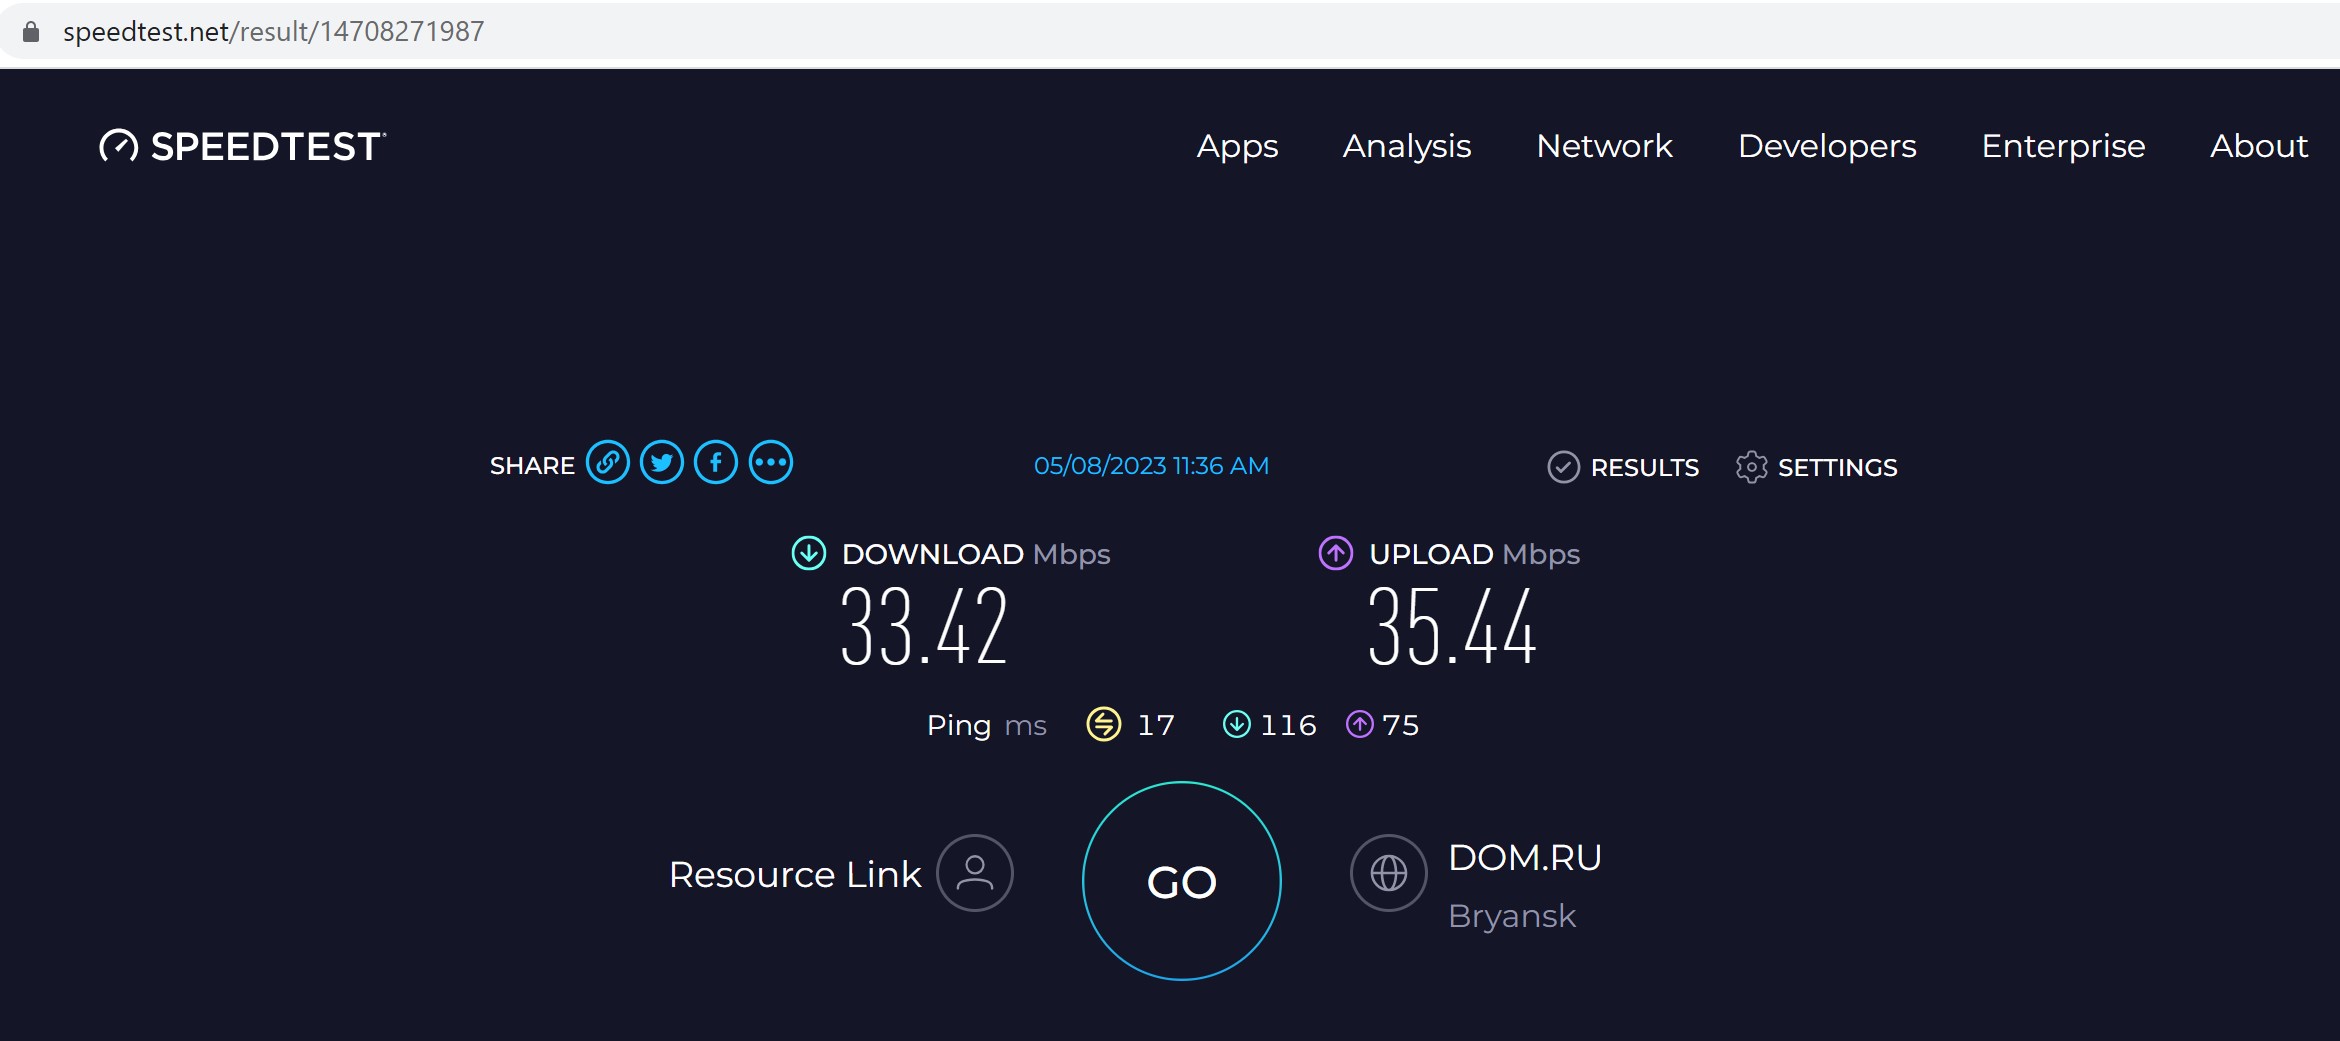 speedtest.net/result/14708271987
SPEEDTEST
Apps Analysis Network Developers Enterprise About
SHARE 05/08/2023 11:36 AM RESULTS SETTINGS
DOWNLOAD Mbps UPLOAD Mbps
33.42 35.44
Ping ms 17 116 75
Resource Link GO DOM.RU
Bryansk